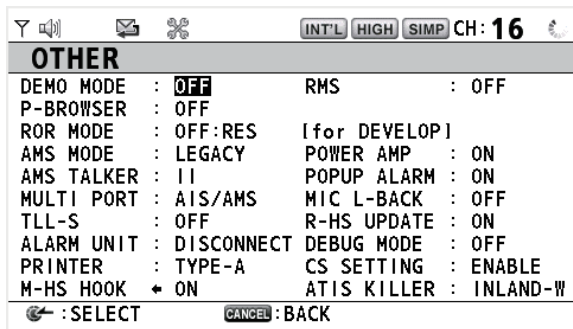 INT'L HIGH SIMP CH: 16
OTHER
DEMO MODE : OFF RMS : OFF
P-BROWSER : OFF
ROR MODE : OFF:RES [for DEVELOP]
AMS MODE : LEGACY POWER AMP : ON
AMS TALKER : II POPUP ALARM : ON
MULTI PORT : AIS/AMS MIC L-BACK : OFF
TLL-S : OFF R-HS UPDATE : ON
ALARM UNIT : DISCONNECT DEBUG MODE : OFF
PRINTER : TYPE-A CS SETTING : ENABLE
M-HS HOOK ← ON ATIS KILLER : INLAND-W
: SELECT CANCEL : BACK